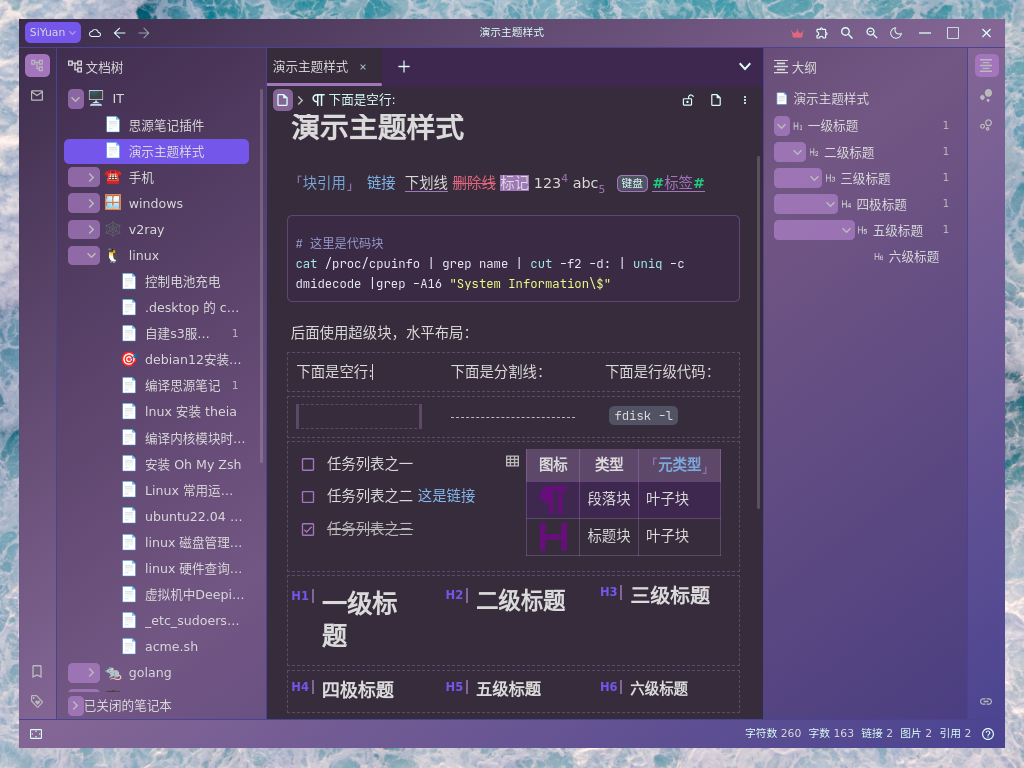 SiYuan
演示主题样式
文档树
IT
思源笔记插件
演示主题样式
手机
windows
v2ray
linux
控制电池充电
.desktop 的 c…
自建s3服… 1
debian12安装…
编译思源笔记 1
lnux 安装 theia
编译内核模块时…
安装 Oh My Zsh
Linux 常用运…
ubuntu22.04 …
linux 磁盘管理…
linux 硬件查询…
虚拟机中Deepi…
_etc_sudoers…
acme.sh
golang
已关闭的笔记本
演示主题样式
下面是空行:
演示主题样式
「块引用」 链接 下划线 删除线 标记 1234 abc5 键盘 #标签#
# 这里是代码块
cat /proc/cpuinfo | grep name | cut -f2 -d: | uniq -c
dmidecode |grep -A16 "System Information\$"
后面使用超级块，水平布局：
下面是空行: 下面是分割线： 下面是行级代码：
fdisk -l
任务列表之一
任务列表之二 这是链接
任务列表之三
图标 类型 「元类型」
¶ 段落块 叶子块
H 标题块 叶子块
H1 一级标
题
H2 二级标题
H3 三级标题
H4 四极标题
H5 五级标题
H6 六级标题
大纲
演示主题样式
H1 一级标题 1
H2 二级标题 1
H3 三级标题 1
H4 四极标题 1
H5 五级标题 1
H6 六级标题
字符数 260 字数 163 链接 2 图片 2 引用 2